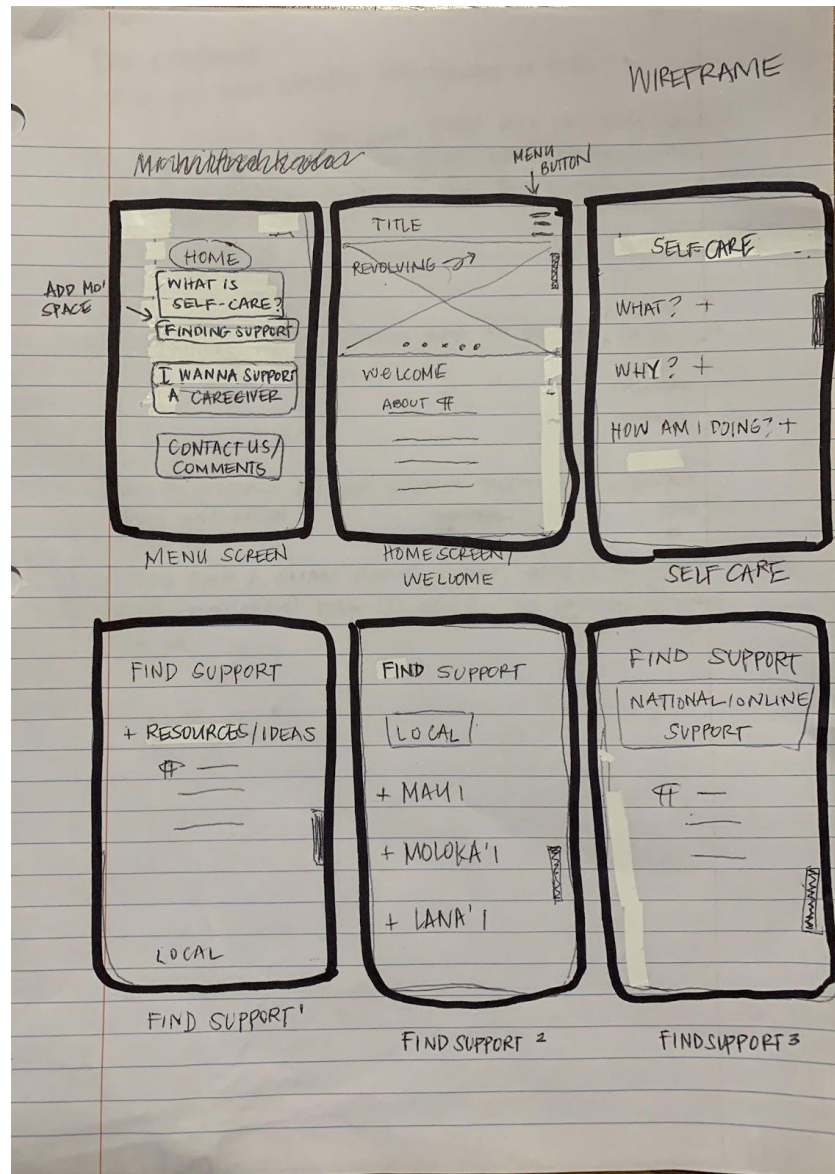 WIREFRAME
MENU
BUTTON
ADD MO'
SPACE
HOME
WHAT IS
SELF-CARE?
FINDING SUPPORT
I WANNA SUPPORT
A CAREGIVER
CONTACT US/
COMMENTS
MENU SCREEN
TITLE
REVOLVING
WELCOME
ABOUT ¶
HOMESCREEN/
WELCOME
SELF CARE
WHAT? +
WHY? +
HOW AM I DOING? +
SELF CARE
FIND SUPPORT
+ RESOURCES/IDEAS
¶
LOCAL
FIND SUPPORT 1
FIND SUPPORT
LOCAL
+ MAUI
+ MOLOKA'I
+ LANA'I
FIND SUPPORT 2
FIND SUPPORT
NATIONAL/ONLINE
SUPPORT
¶
FIND SUPPORT 3